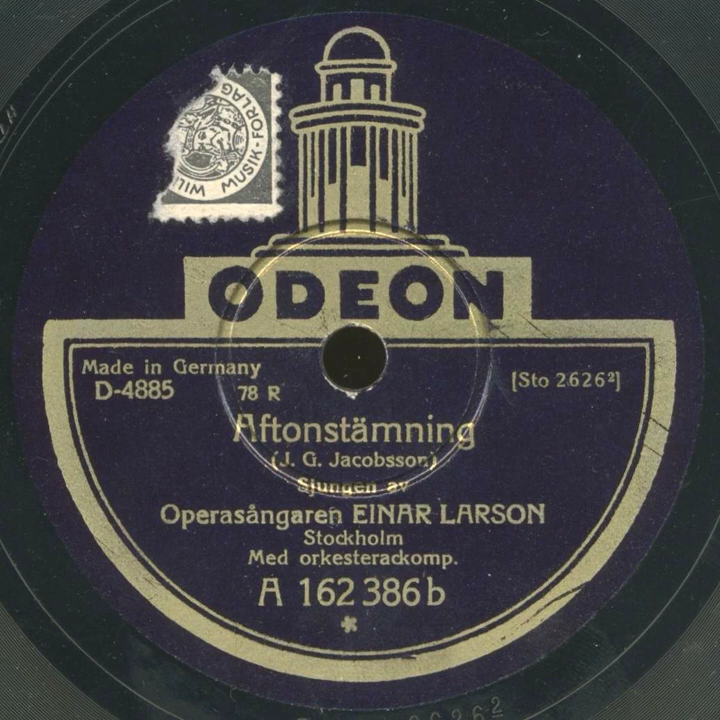 MUSIK-FÖRLAG
ODEON
Made in Germany
D-4885
78 R
[Sto 2626²]
Aftonstämning
(J. G. Jacobsson)
Sjungen av
Operasångaren EINAR LARSON
Stockholm
Med orkesterackomp.
A 162 386 b
*